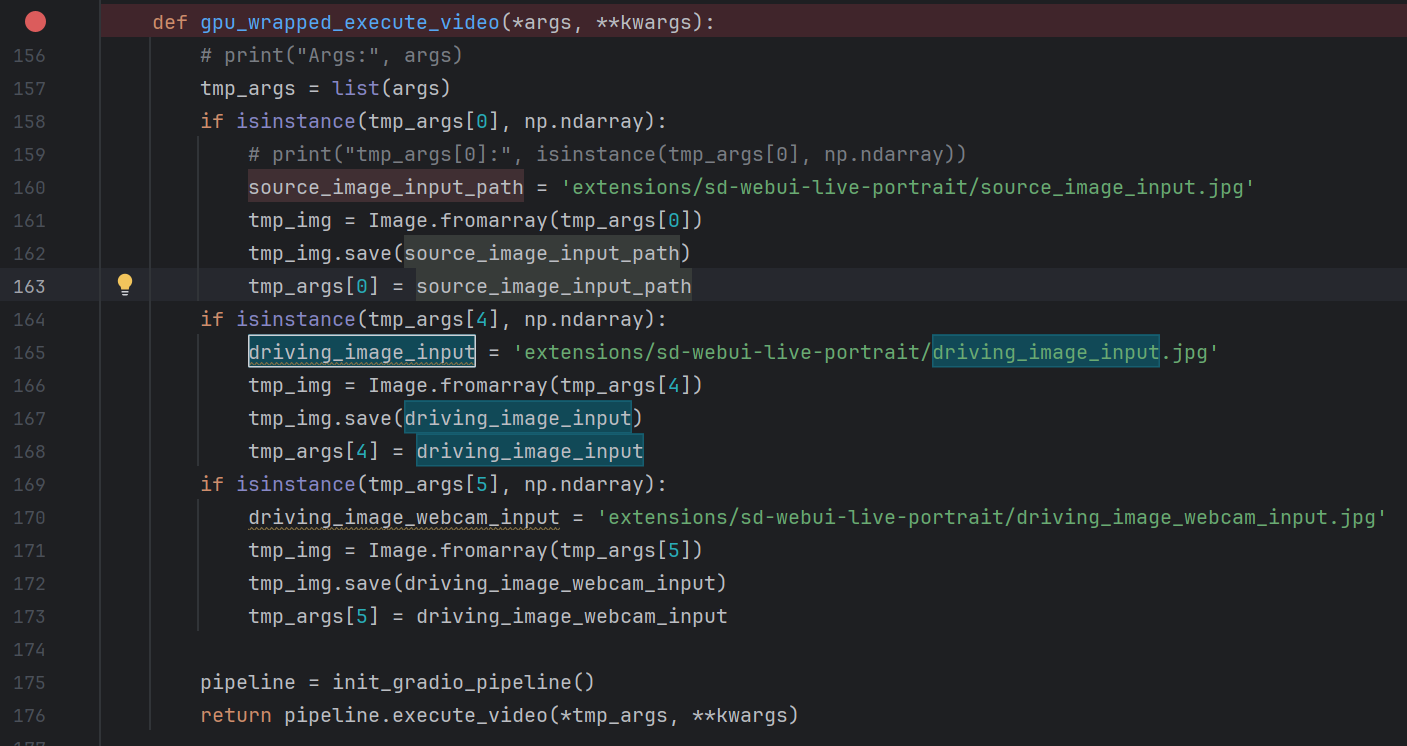 def gpu_wrapped_execute_video(*args, **kwargs):
156 # print("Args:", args)
157 tmp_args = list(args)
158 if isinstance(tmp_args[0], np.ndarray):
159 # print("tmp_args[0]:", isinstance(tmp_args[0], np.ndarray))
160 source_image_input_path = 'extensions/sd-webui-live-portrait/source_image_input.jpg'
161 tmp_img = Image.fromarray(tmp_args[0])
162 tmp_img.save(source_image_input_path)
163 tmp_args[0] = source_image_input_path
164 if isinstance(tmp_args[4], np.ndarray):
165 driving_image_input = 'extensions/sd-webui-live-portrait/driving_image_input.jpg'
166 tmp_img = Image.fromarray(tmp_args[4])
167 tmp_img.save(driving_image_input)
168 tmp_args[4] = driving_image_input
169 if isinstance(tmp_args[5], np.ndarray):
170 driving_image_webcam_input = 'extensions/sd-webui-live-portrait/driving_image_webcam_input.jpg'
171 tmp_img = Image.fromarray(tmp_args[5])
172 tmp_img.save(driving_image_webcam_input)
173 tmp_args[5] = driving_image_webcam_input
174
175 pipeline = init_gradio_pipeline()
176 return pipeline.execute_video(*tmp_args, **kwargs)